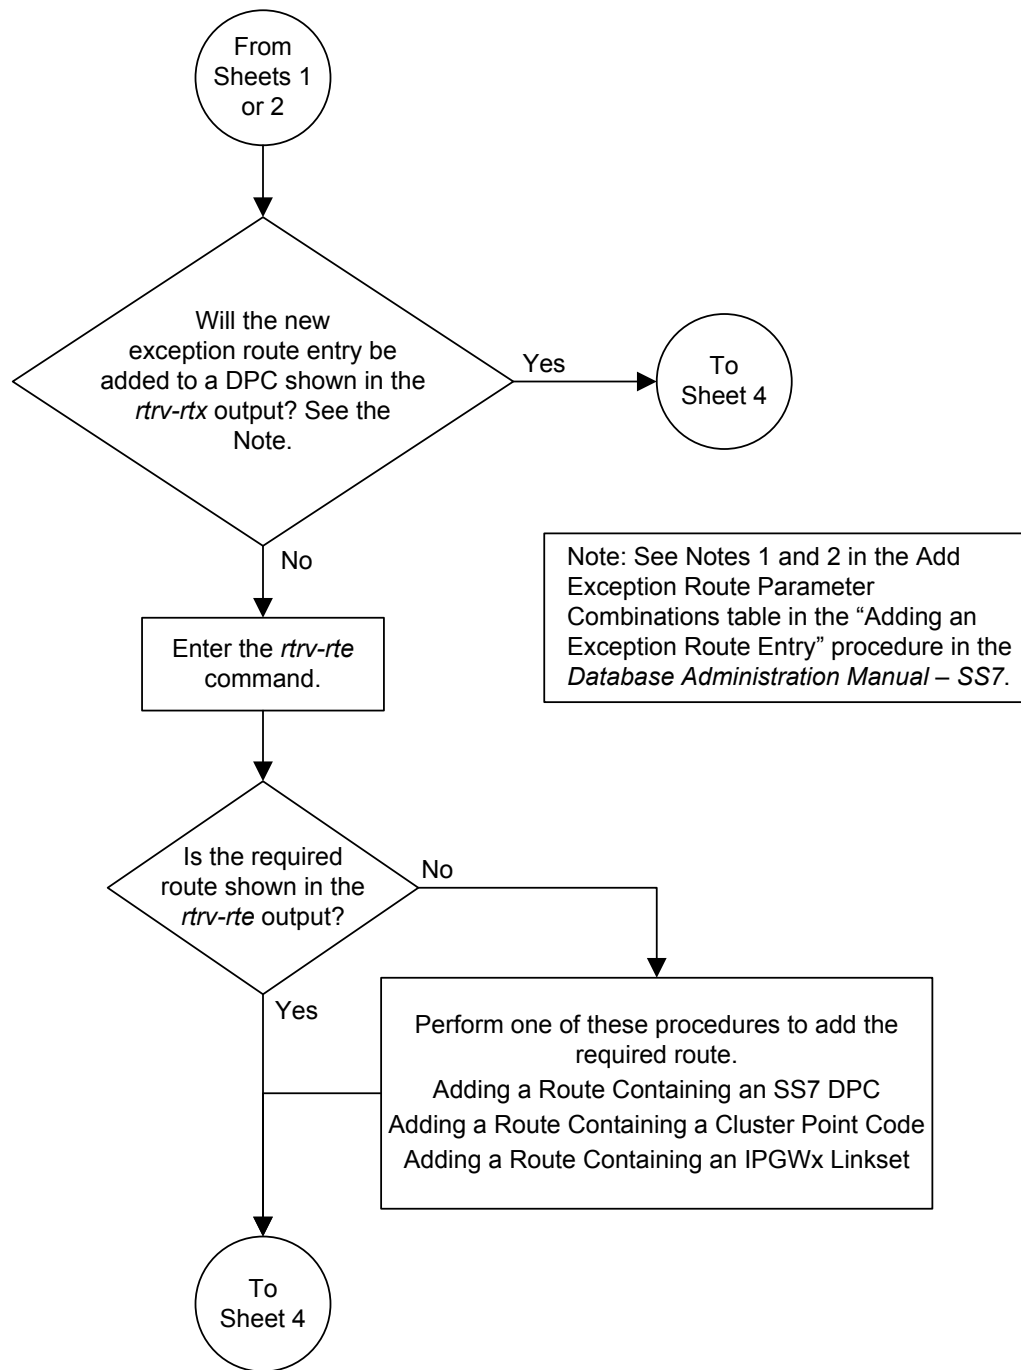 From
Sheets 1
or 2
Will the new
exception route entry be
added to a DPC shown in the
rtrv-rtx output? See the
Note.
Yes
To
Sheet 4
No
Note: See Notes 1 and 2 in the Add
Exception Route Parameter
Combinations table in the “Adding an
Exception Route Entry” procedure in the
Database Administration Manual – SS7.
Enter the rtrv-rte
command.
Is the required
route shown in the
rtrv-rte output?
No
Yes
Perform one of these procedures to add the
required route.
Adding a Route Containing an SS7 DPC
Adding a Route Containing a Cluster Point Code
Adding a Route Containing an IPGWx Linkset
To
Sheet 4